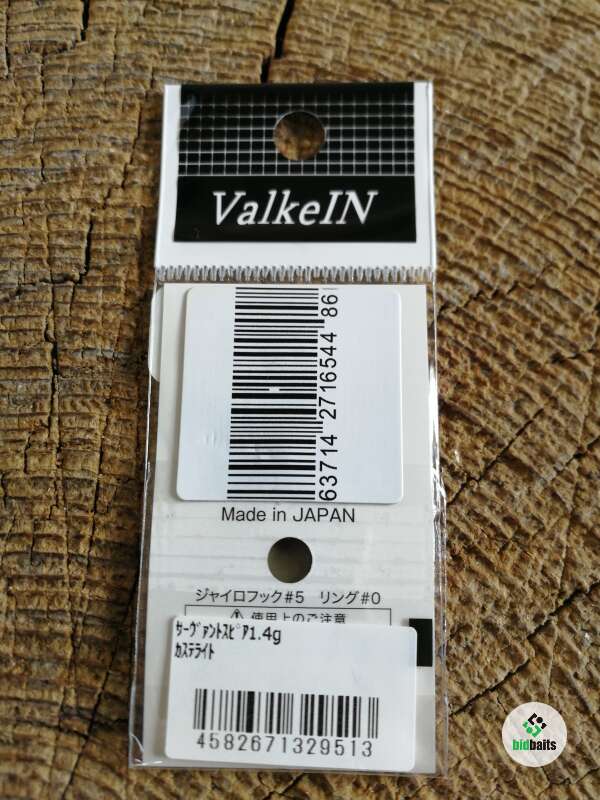 ValkeIN
63714 2716544 86
Made in JAPAN
ジャイロフック#5 リング#0
使用上のご注意
ｻｰｳﾞｧﾝﾄｽﾋﾟｱ1.4g
ｶｽﾃﾗｲﾄ
4582671329513
bidbaits